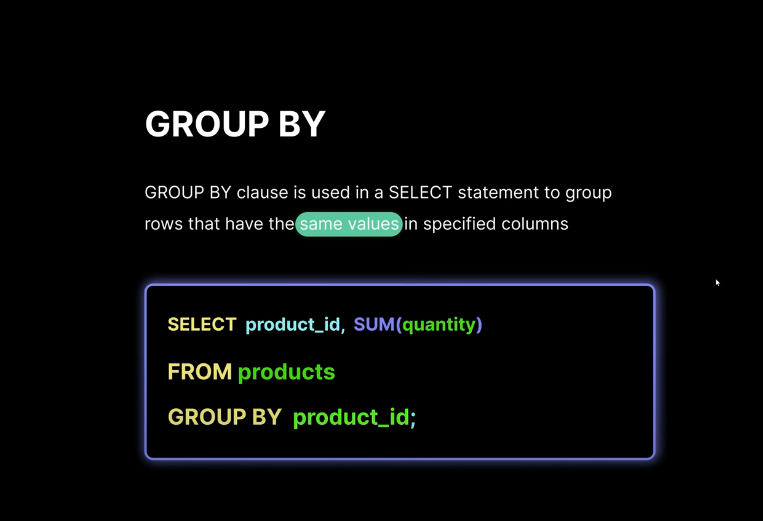 GROUP BY
GROUP BY clause is used in a SELECT statement to group
rows that have the same values in specified columns
SELECT product_id, SUM(quantity)
FROM products
GROUP BY product_id;